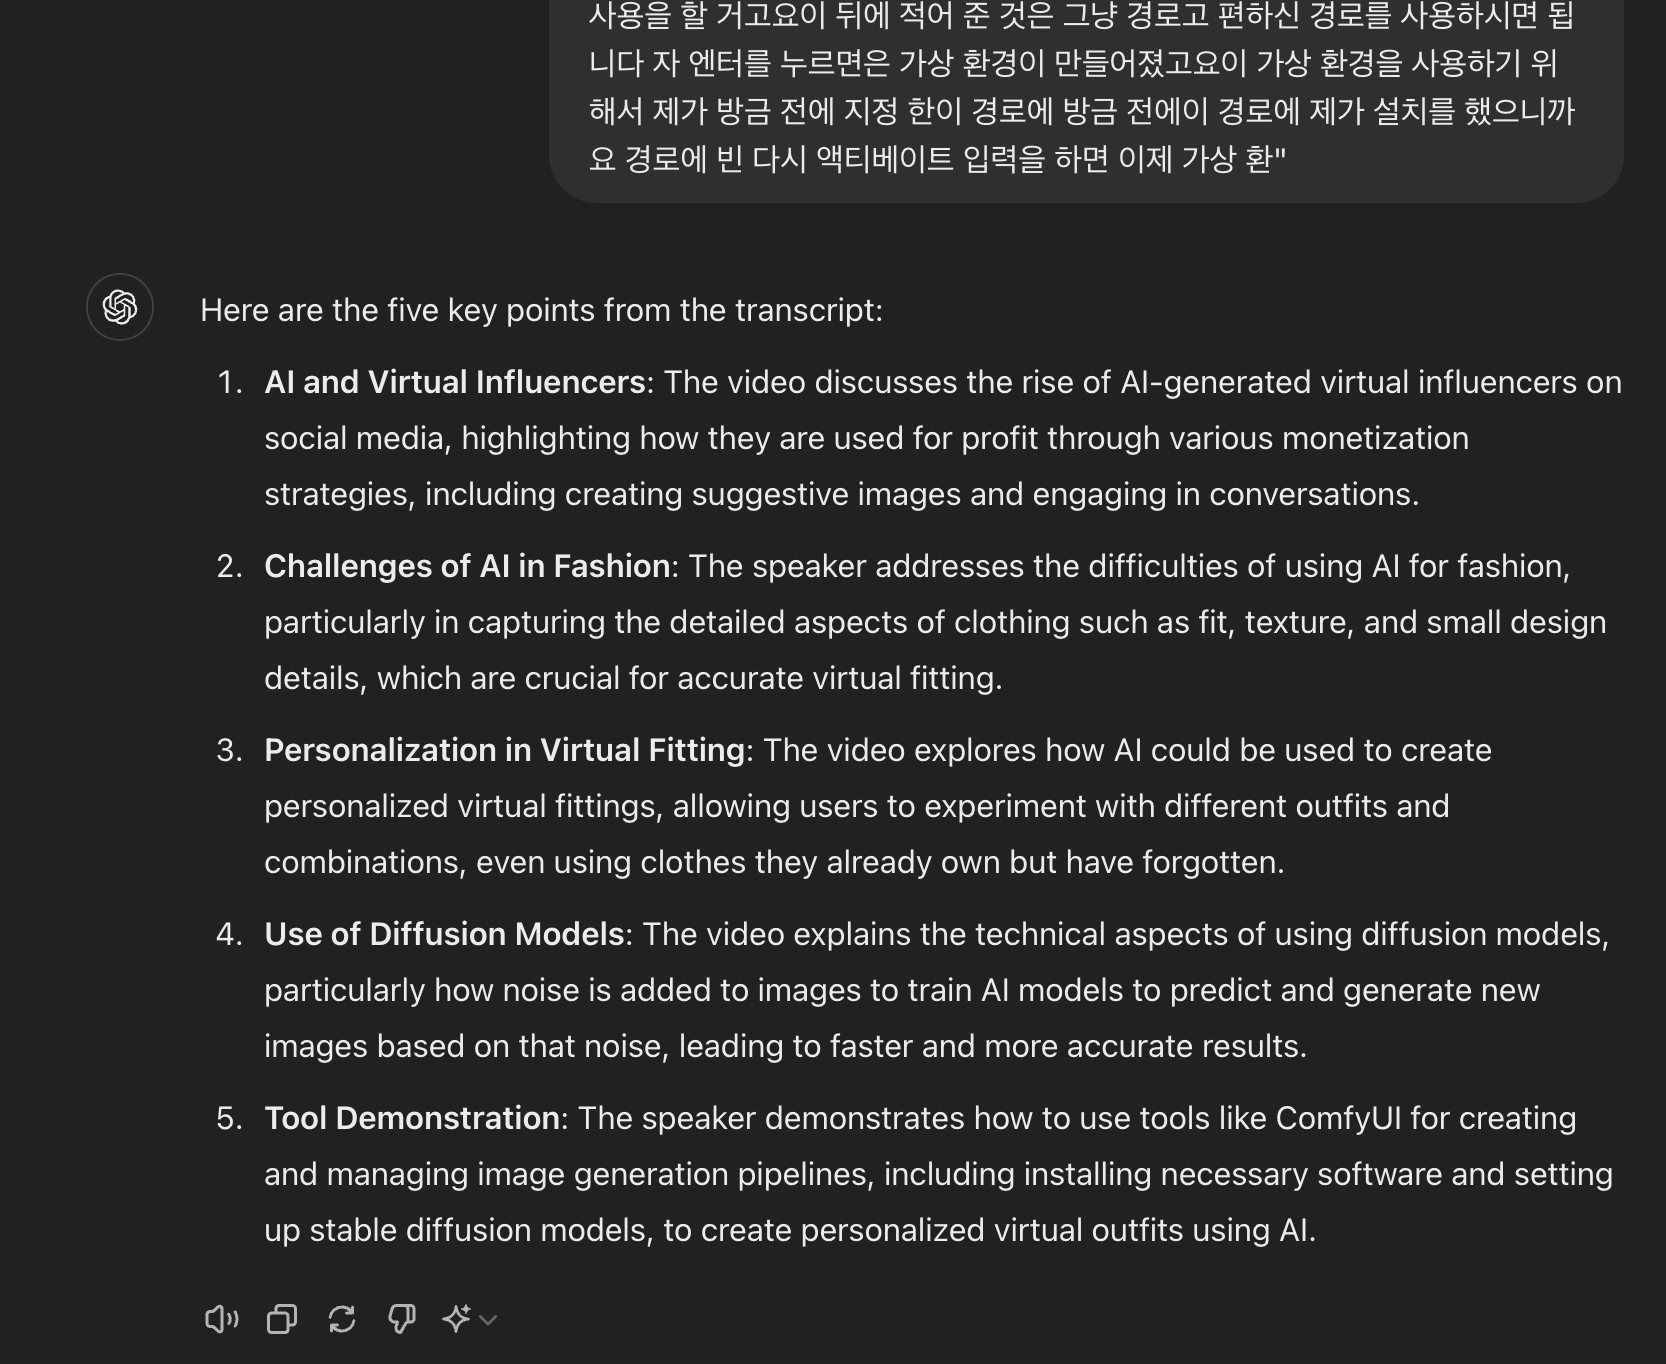 사용을 할 거고요이 뒤에 적어 준 것은 그냥 경로고 편하신 경로를 사용하시면 됩
니다 자 엔터를 누르면은 가상 환경이 만들어졌고요이 가상 환경을 사용하기 위
해서 제가 방금 전에 지정 한이 경로에 방금 전에이 경로에 제가 설치를 했으니까
요 경로에 빈 다시 액티베이트 입력을 하면 이제 가상 환"
Here are the five key points from the transcript:
1. AI and Virtual Influencers: The video discusses the rise of AI-generated virtual influencers on
social media, highlighting how they are used for profit through various monetization
strategies, including creating suggestive images and engaging in conversations.
2. Challenges of AI in Fashion: The speaker addresses the difficulties of using AI for fashion,
particularly in capturing the detailed aspects of clothing such as fit, texture, and small design
details, which are crucial for accurate virtual fitting.
3. Personalization in Virtual Fitting: The video explores how AI could be used to create
personalized virtual fittings, allowing users to experiment with different outfits and
combinations, even using clothes they already own but have forgotten.
4. Use of Diffusion Models: The video explains the technical aspects of using diffusion models,
particularly how noise is added to images to train AI models to predict and generate new
images based on that noise, leading to faster and more accurate results.
5. Tool Demonstration: The speaker demonstrates how to use tools like ComfyUI for creating
and managing image generation pipelines, including installing necessary software and setting
up stable diffusion models, to create personalized virtual outfits using AI.